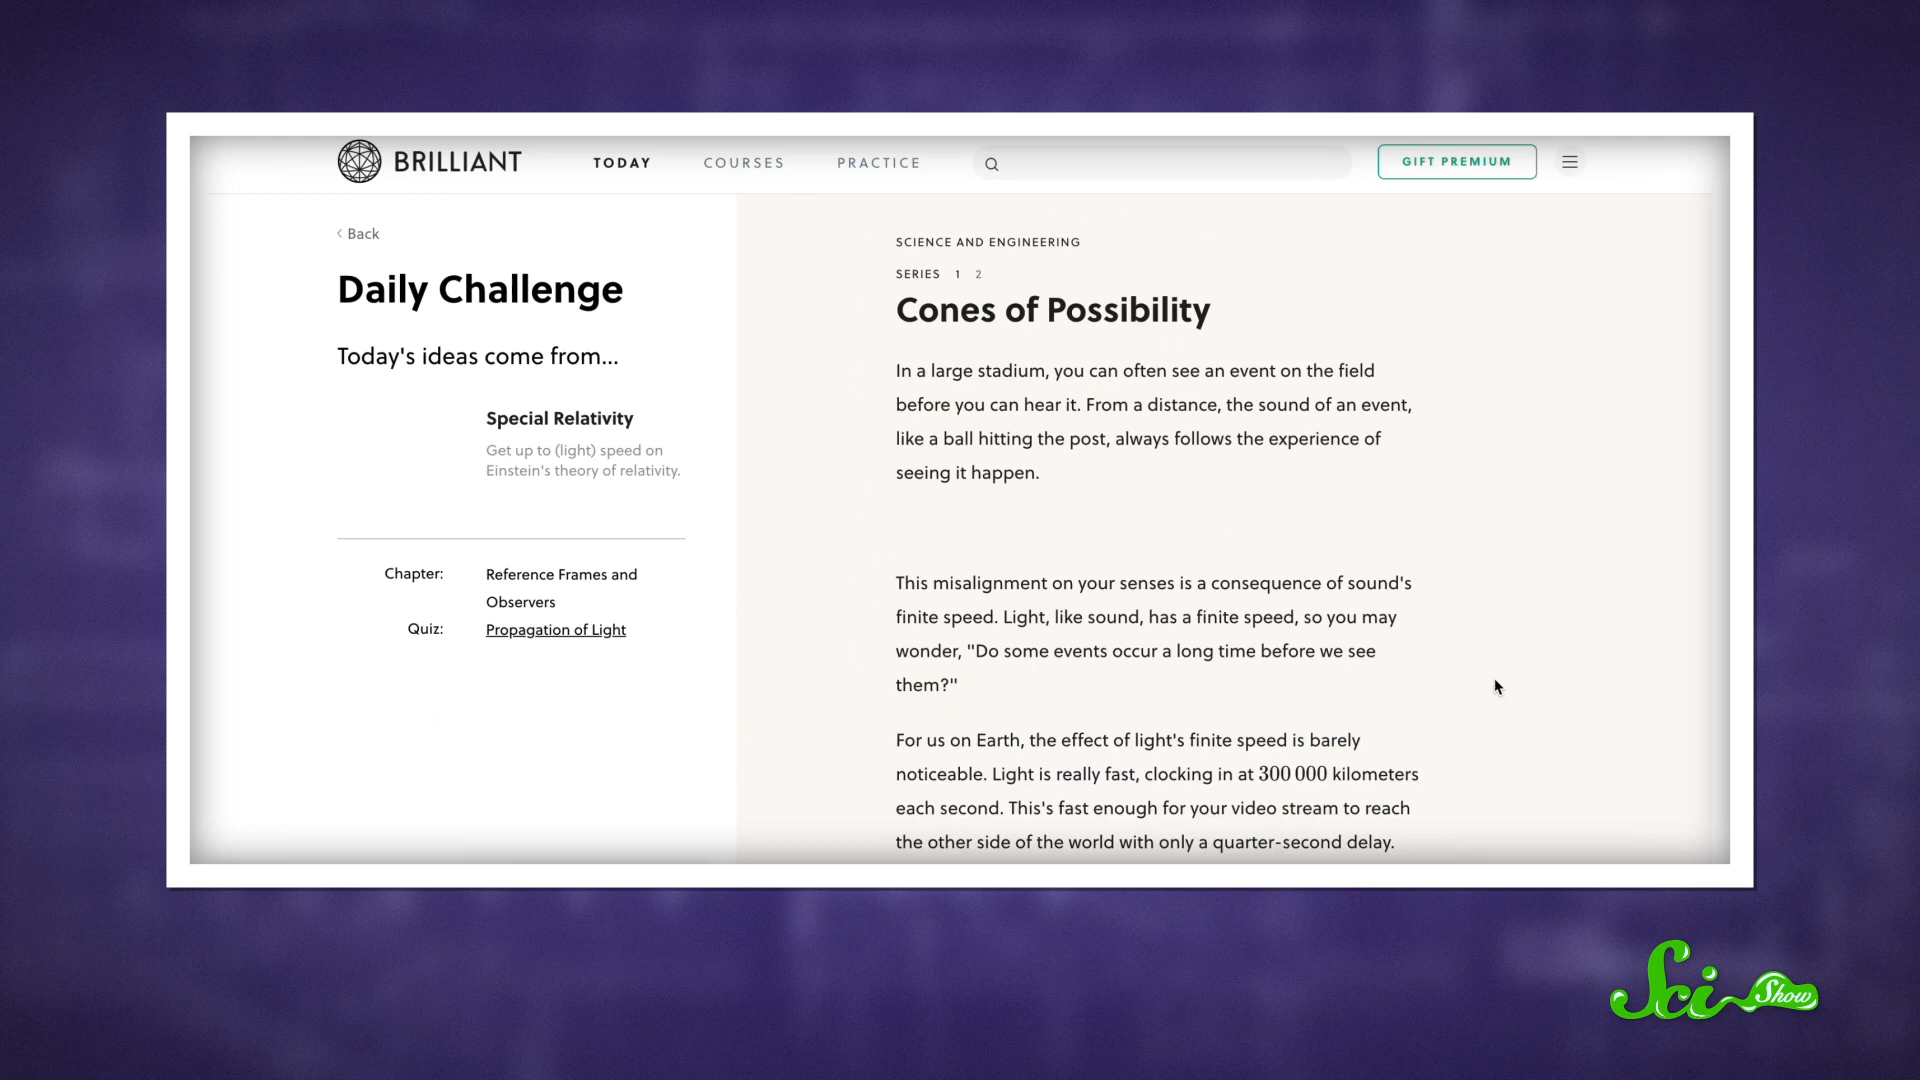 BRILLIANT
TODAY
COURSES
PRACTICE
GIFT PREMIUM
Back
Daily Challenge
Today's ideas come from...
Special Relativity
Get up to (light) speed on
Einstein's theory of relativity.
Chapter:
Reference Frames and
Observers
Quiz:
Propagation of Light
SCIENCE AND ENGINEERING
SERIES 1 2
Cones of Possibility
In a large stadium, you can often see an event on the field
before you can hear it. From a distance, the sound of an event,
like a ball hitting the post, always follows the experience of
seeing it happen.
This misalignment on your senses is a consequence of sound's
finite speed. Light, like sound, has a finite speed, so you may
wonder, "Do some events occur a long time before we see
them?"
For us on Earth, the effect of light's finite speed is barely
noticeable. Light is really fast, clocking in at 300 000 kilometers
each second. This's fast enough for your video stream to reach
the other side of the world with only a quarter-second delay.
Sci Show